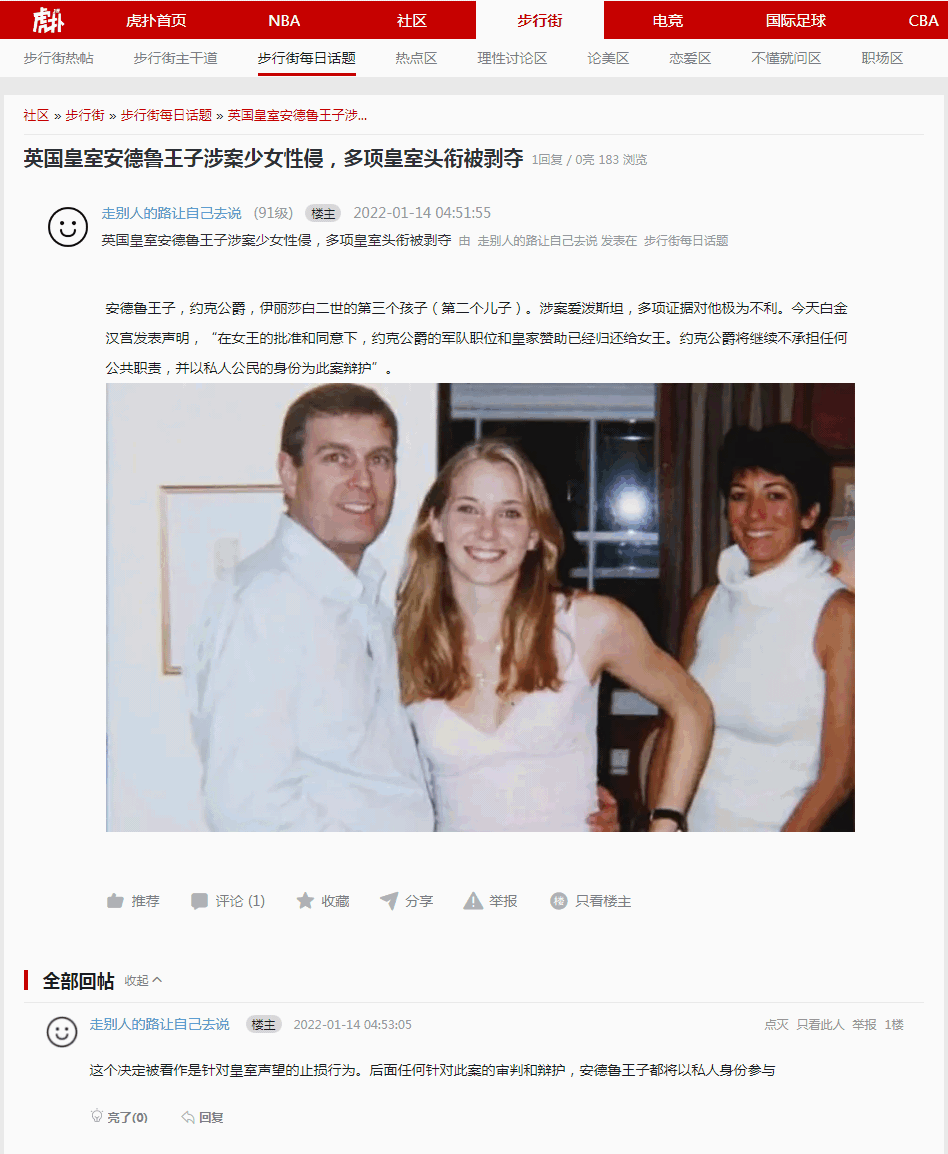 虎扑 虎扑首页 NBA 社区 步行街 电竞 国际足球 CBA
步行街热帖 步行街主干道 步行街每日话题 热点区 理性讨论区 论美区 恋爱区 不懂就问区 职场区
社区 » 步行街 » 步行街每日话题 » 英国皇室安德鲁王子涉...
英国皇室安德鲁王子涉案少女性侵，多项皇室头衔被剥夺 1回复 / 0亮 183 浏览
走别人的路让自己去说 (91级) 楼主 2022-01-14 04:51:55
英国皇室安德鲁王子涉案少女性侵，多项皇室头衔被剥夺 由 走别人的路让自己去说 发表在 步行街每日话题
安德鲁王子，约克公爵，伊丽莎白二世的第三个孩子（第二个儿子）。涉案爱泼斯坦，多项证据对他极为不利。今天白金
汉宫发表声明，“在女王的批准和同意下，约克公爵的军队职位和皇家赞助已经归还给女王。约克公爵将继续不承担任何
公共职责，并以私人公民的身份为此案辩护”。
推荐 评论 (1) 收藏 分享 举报 楼 只看楼主
全部回帖 收起
走别人的路让自己去说 楼主 2022-01-14 04:53:05 点灭 只看此人 举报 1楼
这个决定被看作是针对皇室声望的止损行为。后面任何针对此案的审判和辩护，安德鲁王子都将以私人身份参与
亮了(0) 回复